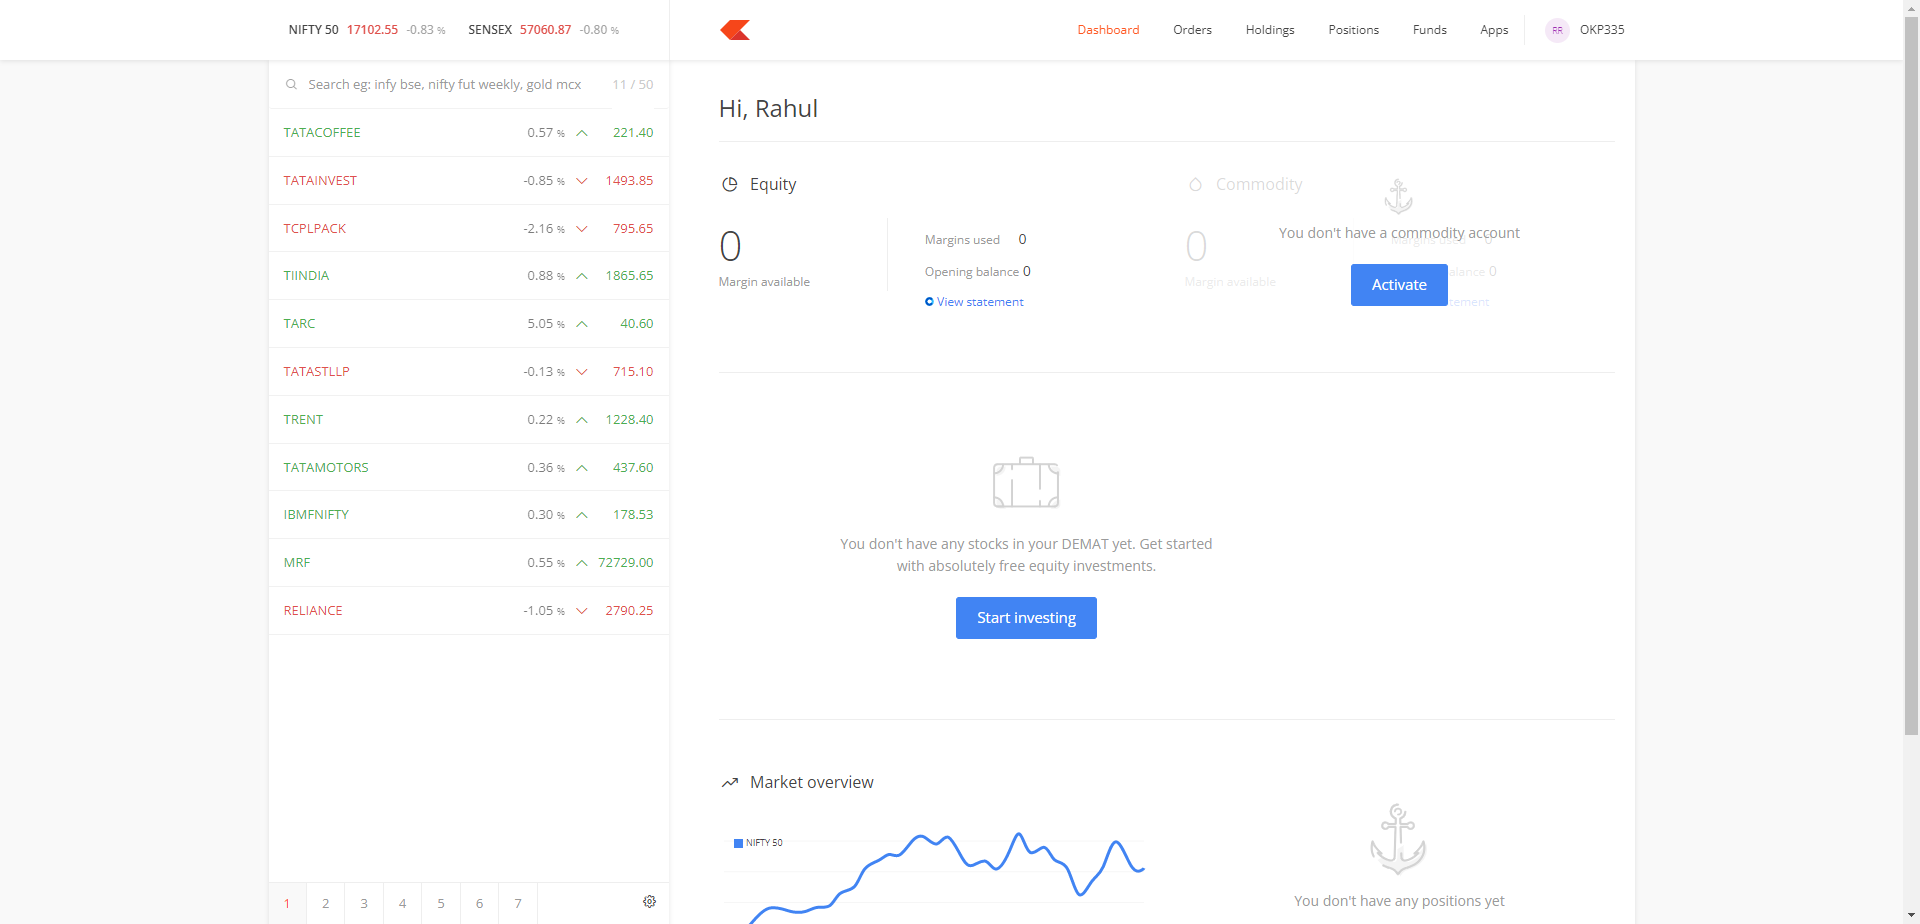 NIFTY 50 17102.55 -0.83 % SENSEX 57060.87 -0.80 %
Dashboard Orders Holdings Positions Funds Apps RR OKP335
Search eg: infy bse, nifty fut weekly, gold mcx 11 / 50
TATACOFFEE 0.57 % 221.40
TATAINVEST -0.85 % 1493.85
TCPLPACK -2.16 % 795.65
TIINDIA 0.88 % 1865.65
TARC 5.05 % 40.60
TATASTLLP -0.13 % 715.10
TRENT 0.22 % 1228.40
TATAMOTORS 0.36 % 437.60
IBMFNIFTY 0.30 % 178.53
MRF 0.55 % 72729.00
RELIANCE -1.05 % 2790.25
1 2 3 4 5 6 7
Hi, Rahul
Equity
0
Margin available
Margins used 0
Opening balance 0
View statement
Commodity
0
Margin available
Margins used 0
alance 0
tement
You don't have a commodity account
Activate
You don't have any stocks in your DEMAT yet. Get started
with absolutely free equity investments.
Start investing
Market overview
NIFTY 50
You don't have any positions yet